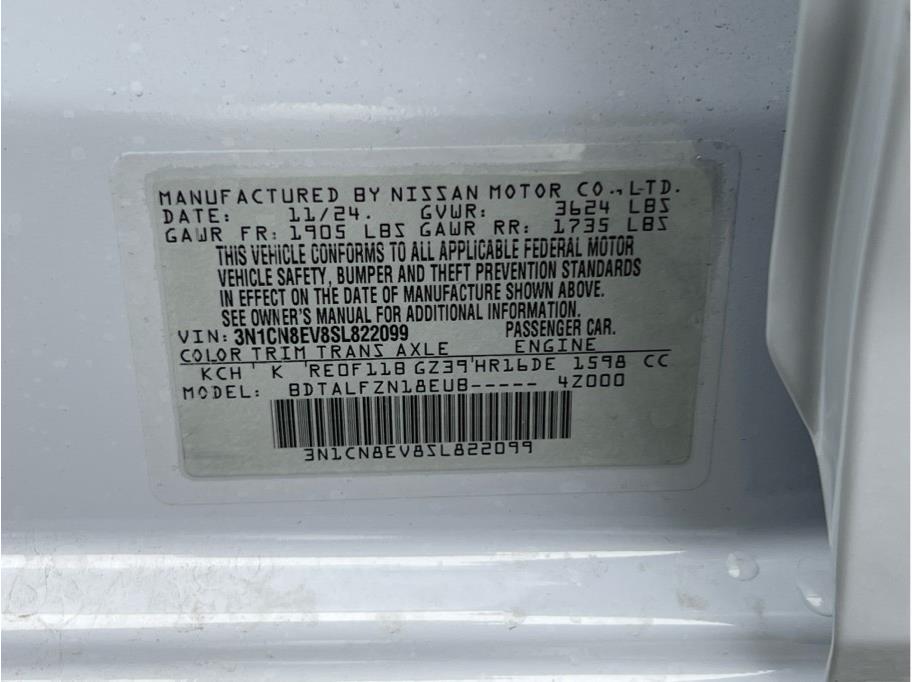 MANUFACTURED BY NISSAN MOTOR CO., LTD.
DATE: 11/24. GVWR: 3624 LBS
GAWR FR: 1905 LBS GAWR RR: 1735 LBS
THIS VEHICLE CONFORMS TO ALL APPLICABLE FEDERAL MOTOR
VEHICLE SAFETY, BUMPER AND THEFT PREVENTION STANDARDS
IN EFFECT ON THE DATE OF MANUFACTURE SHOWN ABOVE.
SEE OWNER'S MANUAL FOR ADDITIONAL INFORMATION.
VIN: 3N1CN8EV8SL822099 PASSENGER CAR.
COLOR TRIM TRANS AXLE ENGINE
KCH ' K ' RE0F11B GZ39'HR16DE 1598 CC
MODEL: BDTALFZN18EUB----- 4Z000
3N1CN8EV8SL822099